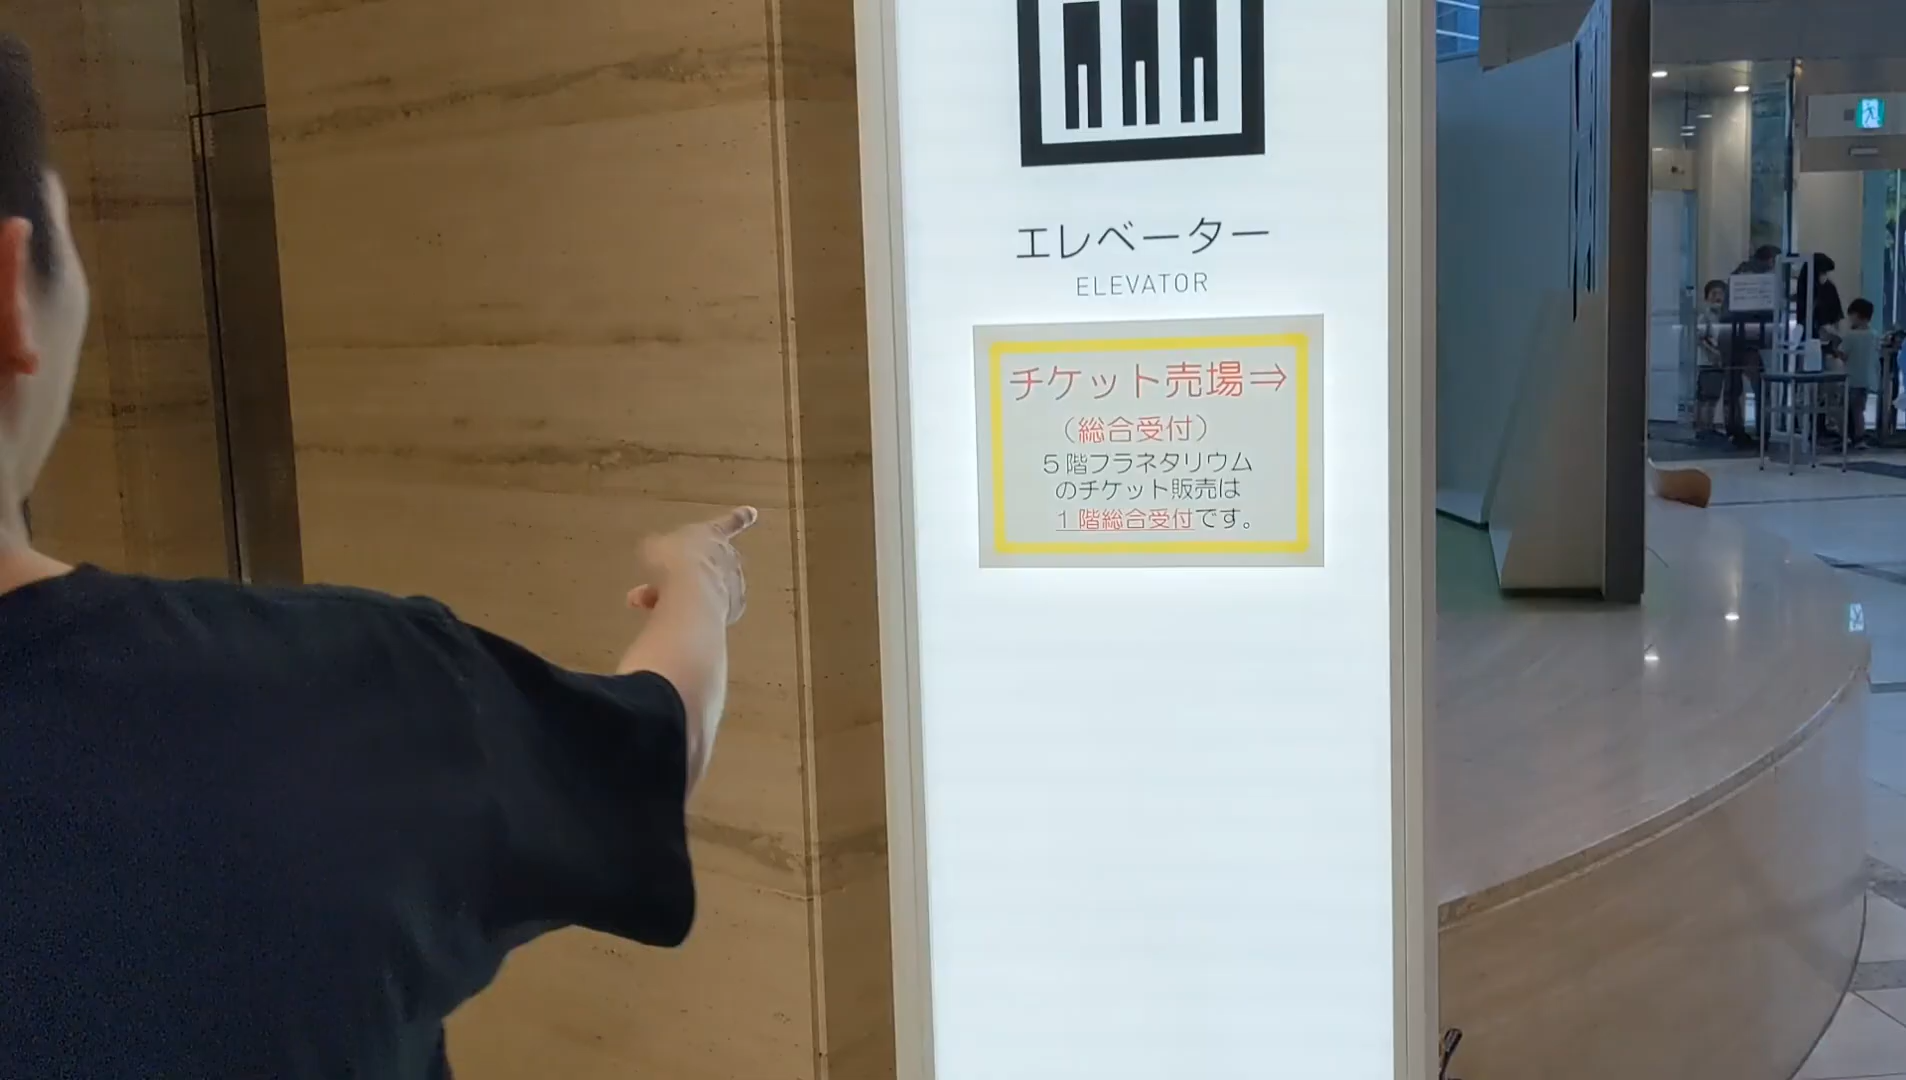 エレベーター
ELEVATOR
チケット売場⇒
（総合受付）
５階プラネタリウム
のチケット販売は
１階総合受付です。